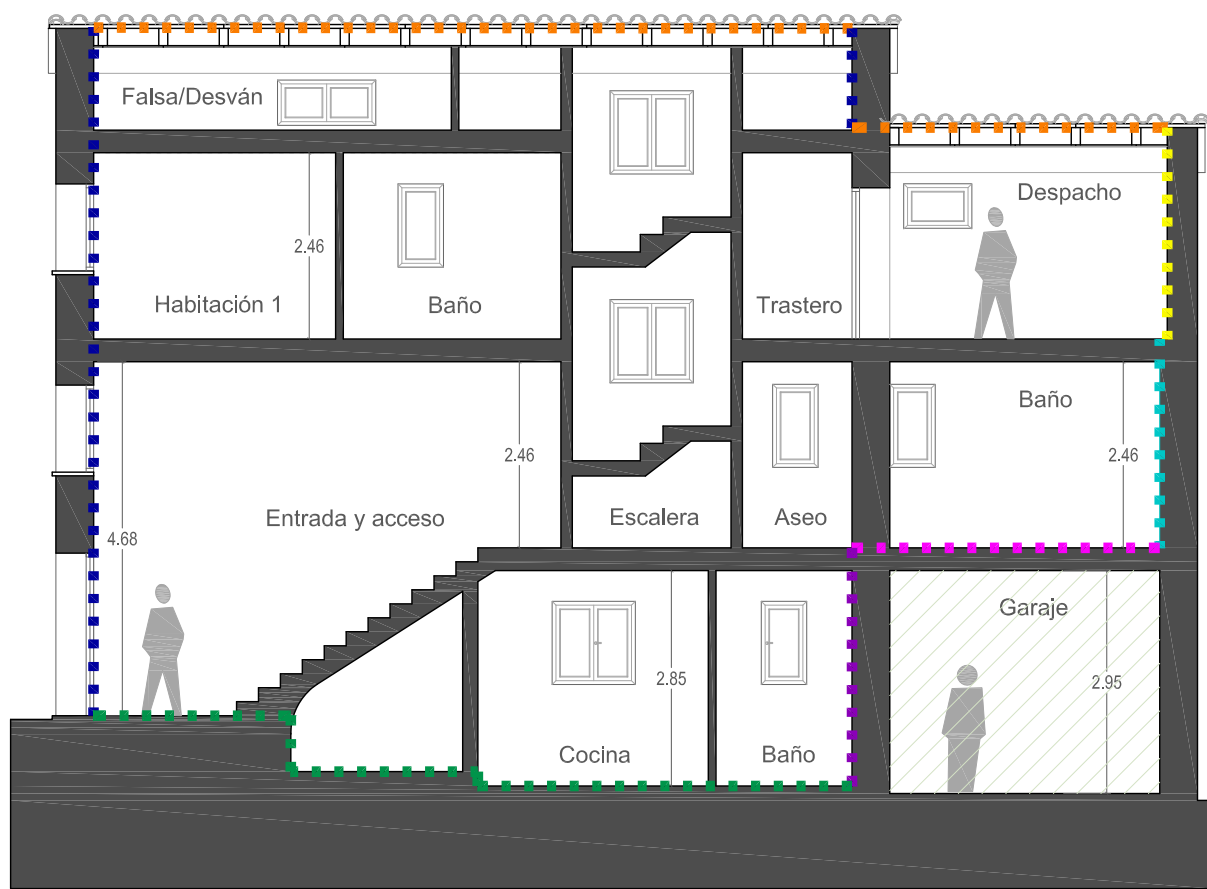 Falsa/Desván
Despacho
2.46
Habitación 1
Baño
Trastero
Baño
2.46
2.46
4.68
Entrada y acceso
Escalera
Aseo
Garaje
2.85
2.95
Cocina
Baño